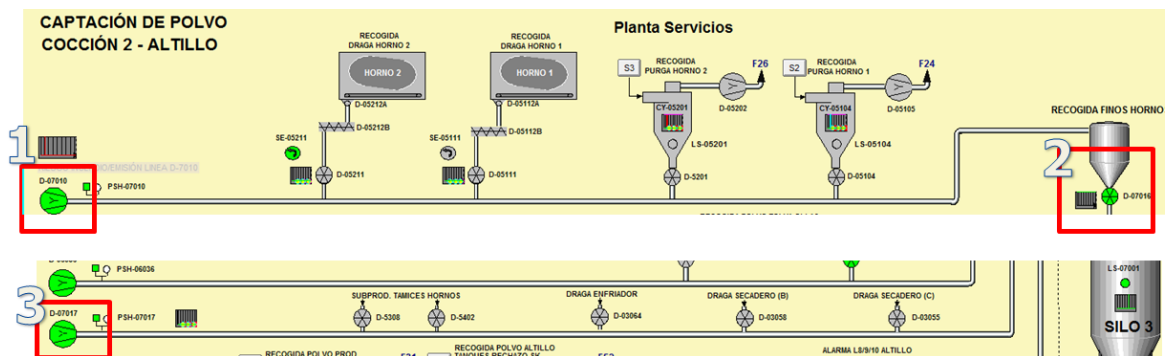 CAPTACIÓN DE POLVO
COCCIÓN 2 - ALTILLO
Planta Servicios
RECOGIDA
DRAGA HORNO 2
RECOGIDA
DRAGA HORNO 1
HORNO 2
HORNO 1
S3
RECOGIDA
PURGA HORNO 2
F26
S2
RECOGIDA
PURGA HORNO 1
F24
D-05212A
D-05112A
CY-05201
D-05202
CY-05104
D-05105
RECOGIDA FINOS HORNO
D-05212B
D-05112B
SE-05211
SE-05111
LS-05201
LS-05104
1
2
D-07010
PSH-07010
D-05211
D-05111
D-5201
D-05104
D-07016
PSH-06036
LS-07001
3
D-07017
PSH-07017
SUBPROD. TAMICES HORNOS
DRAGA ENFRIADOR
DRAGA SECADERO (B)
DRAGA SECADERO (C)
D-5308
D-5402
D-03064
D-03058
D-03055
SILO 3
RECOGIDA POLVO PROD
RECOGIDA POLVO ALTILLO
ALARMA L8/9/10 ALTILLO